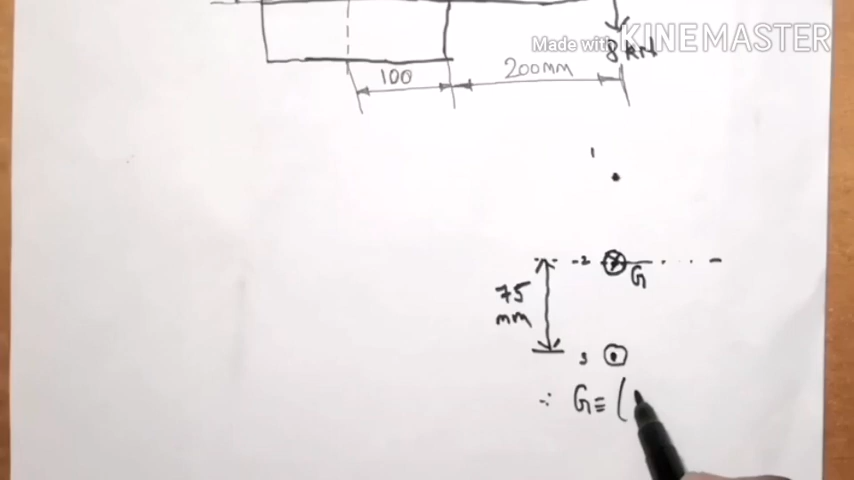 Made with KINEMASTER
8 kN
100
200mm
1
2
G
75
mm
3
∴ G ≡ (